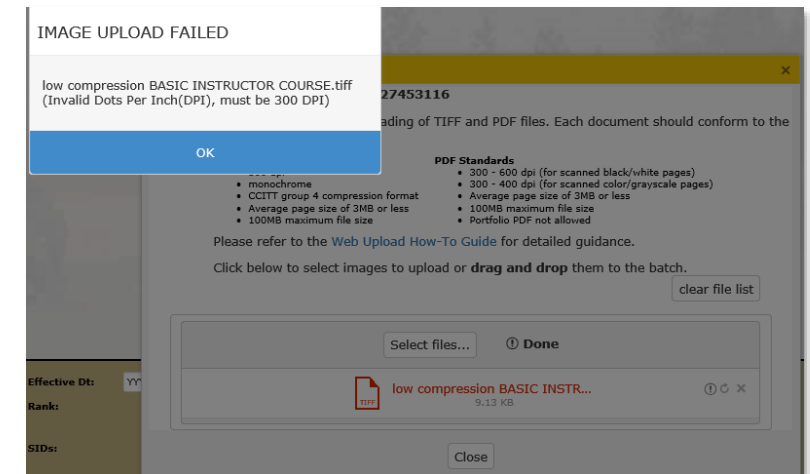 IMAGE UPLOAD FAILED
low compression BASIC INSTRUCTOR COURSE.tiff
(Invalid Dots Per Inch(DPI), must be 300 DPI)
OK
×
27453116
ading of TIFF and PDF files. Each document should conform to the
• monochrome
• CCITT group 4 compression format
• Average page size of 3MB or less
• 100MB maximum file size
PDF Standards
• 300 - 600 dpi (for scanned black/white pages)
• 300 - 400 dpi (for scanned color/grayscale pages)
• Average page size of 3MB or less
• 100MB maximum file size
• Portfolio PDF not allowed
Please refer to the Web Upload How-To Guide for detailed guidance.
Click below to select images to upload or drag and drop them to the batch.
clear file list
Select files...
Done
TIFF
low compression BASIC INSTR...
9.13 KB
Close
Effective Dt:
YY
Rank:
SIDs: